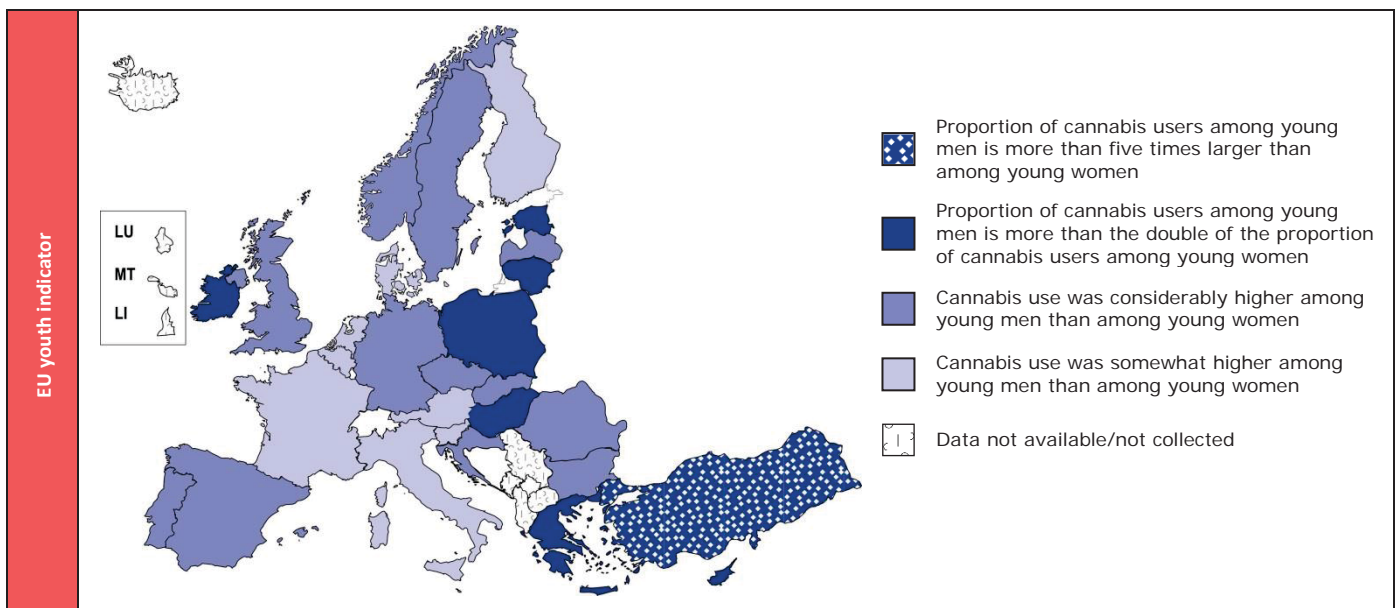 EU youth indicator
LU
MT
LI
Proportion of cannabis users among young
men is more than five times larger than
among young women
Proportion of cannabis users among young
men is more than the double of the proportion
of cannabis users among young women
Cannabis use was considerably higher among
young men than among young women
Cannabis use was somewhat higher among
young men than among young women
Data not available/not collected